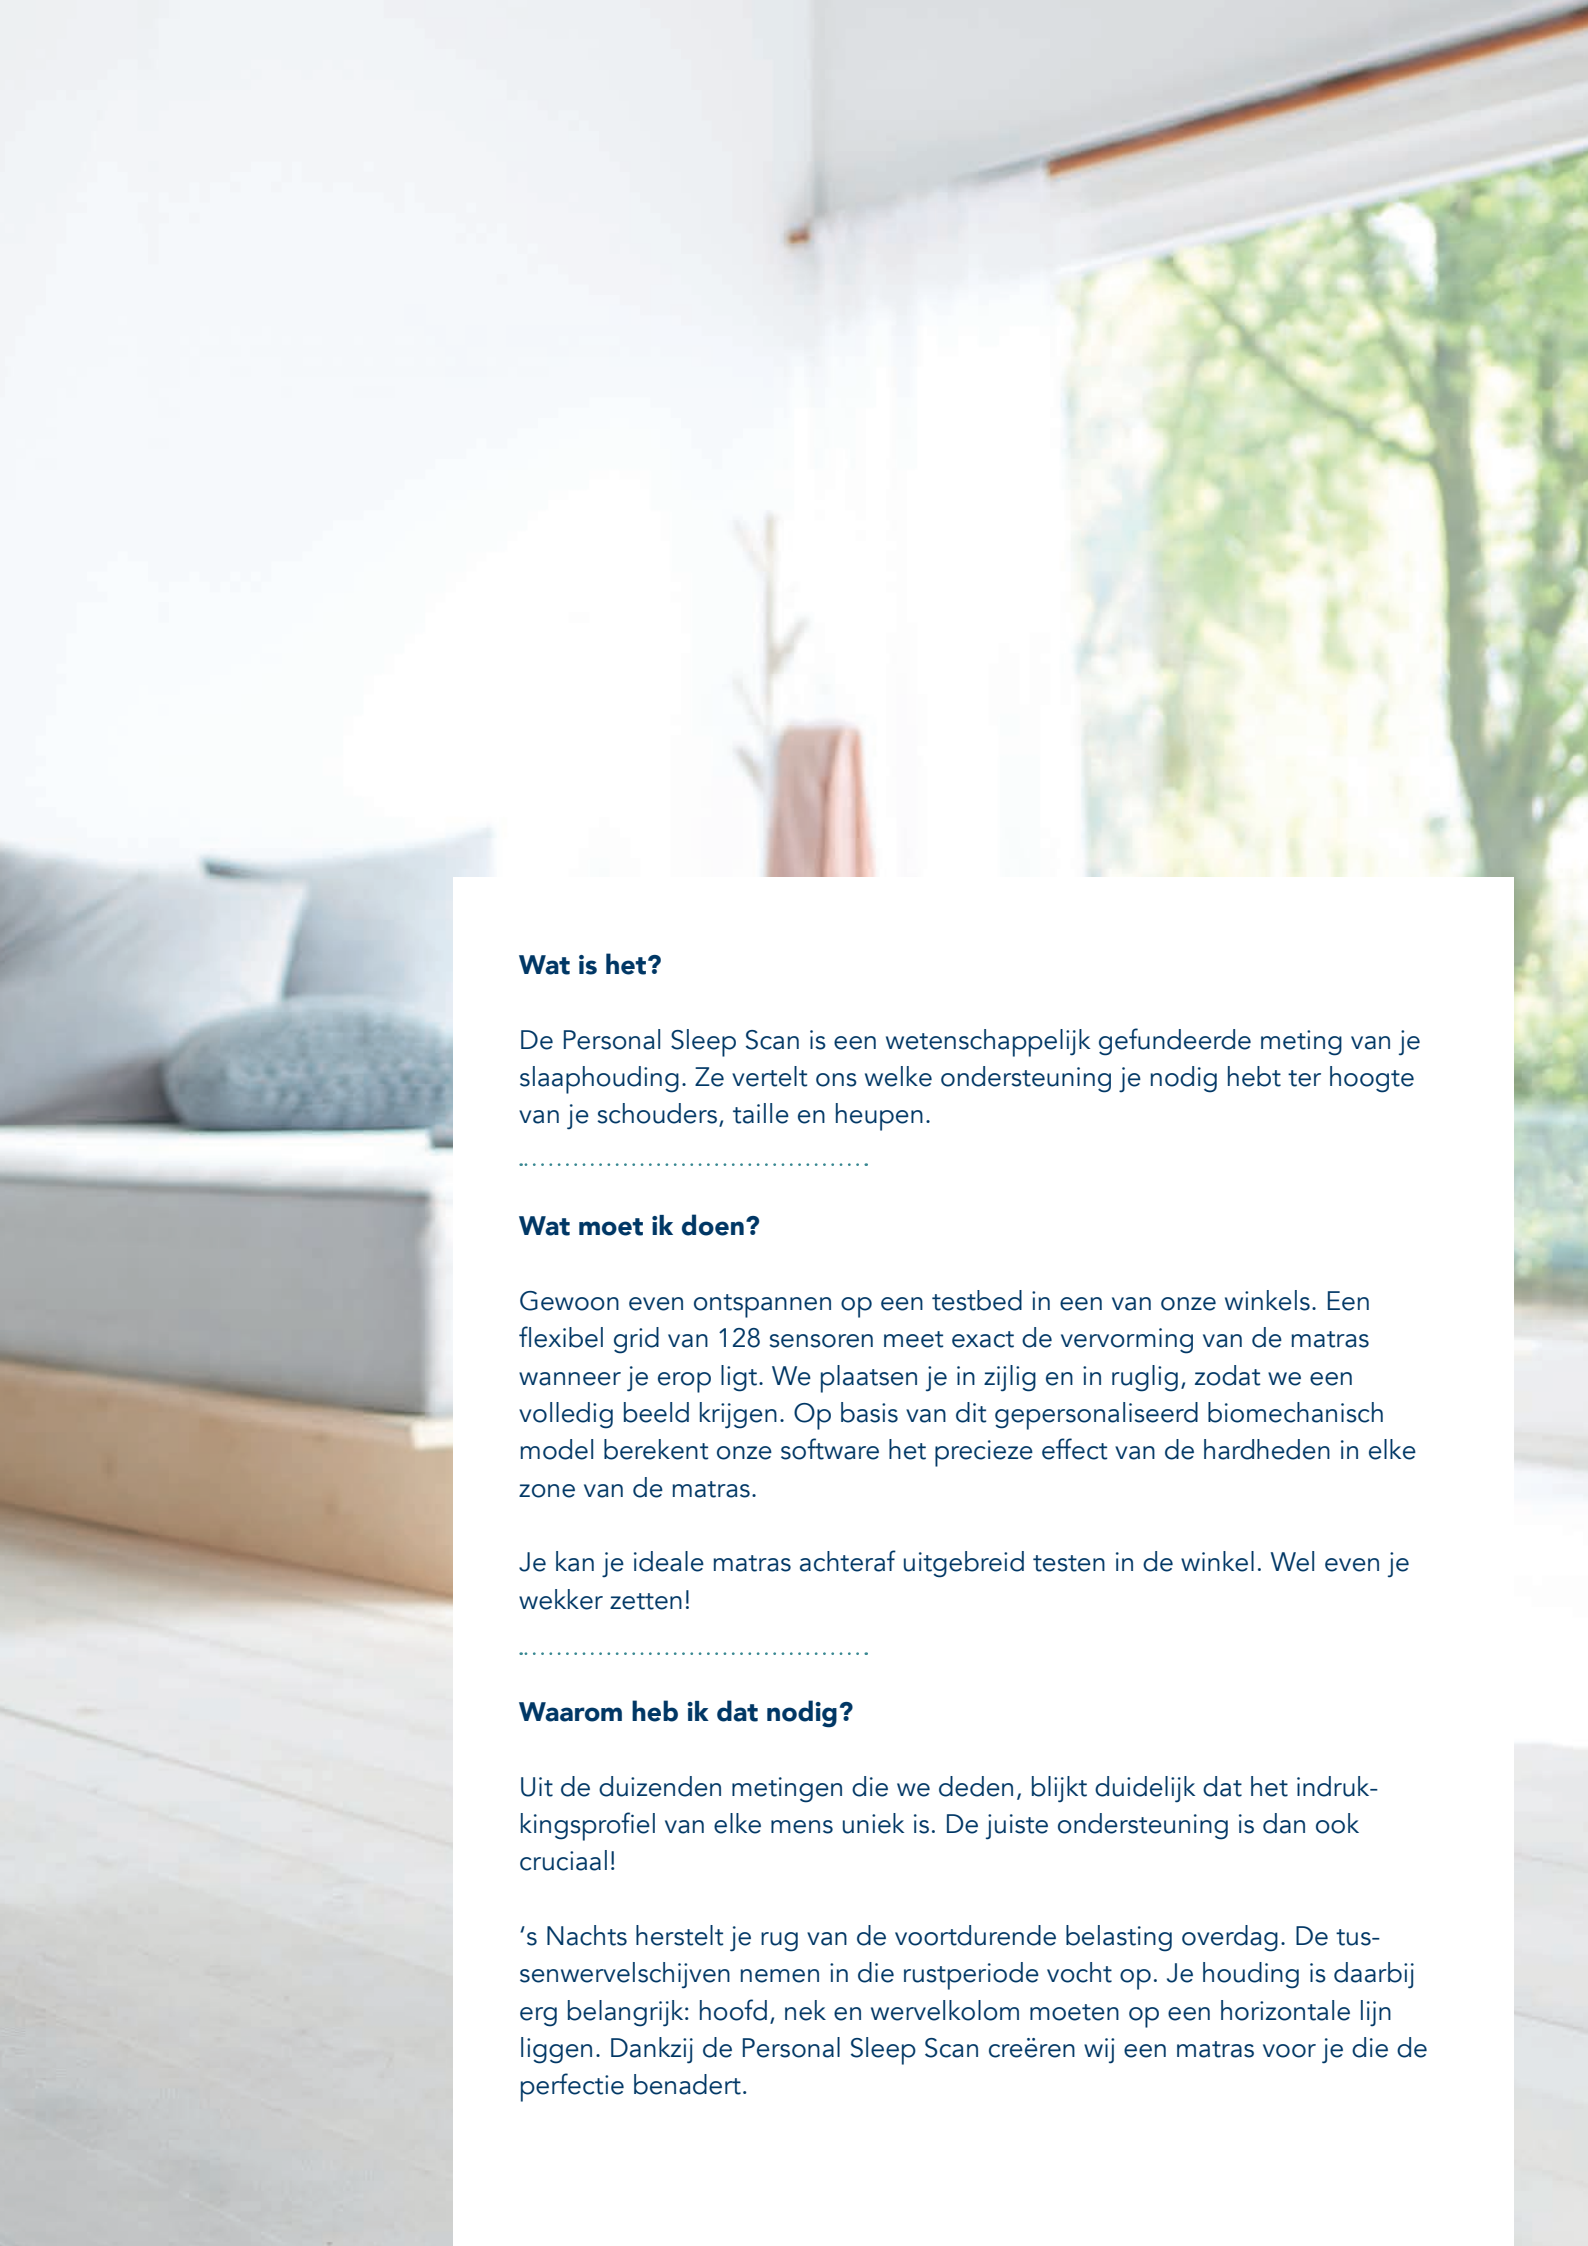 Wat is het?
De Personal Sleep Scan is een wetenschappelijk gefundeerde meting van je
slaaphouding. Ze vertelt ons welke ondersteuning je nodig hebt ter hoogte
van je schouders, taille en heupen.
Wat moet ik doen?
Gewoon even ontspannen op een testbed in een van onze winkels. Een
flexibel grid van 128 sensoren meet exact de vervorming van de matras
wanneer je erop ligt. We plaatsen je in zijlig en in ruglig, zodat we een
volledig beeld krijgen. Op basis van dit gepersonaliseerd biomechanisch
model berekent onze software het precieze effect van de hardheden in elke
zone van de matras.
Je kan je ideale matras achteraf uitgebreid testen in de winkel. Wel even je
wekker zetten!
Waarom heb ik dat nodig?
Uit de duizenden metingen die we deden, blijkt duidelijk dat het indruk-
kingsprofiel van elke mens uniek is. De juiste ondersteuning is dan ook
cruciaal!
‘s Nachts herstelt je rug van de voortdurende belasting overdag. De tus-
senwervelschijven nemen in die rustperiode vocht op. Je houding is daarbij
erg belangrijk: hoofd, nek en wervelkolom moeten op een horizontale lijn
liggen. Dankzij de Personal Sleep Scan creëren wij een matras voor je die de
perfectie benadert.